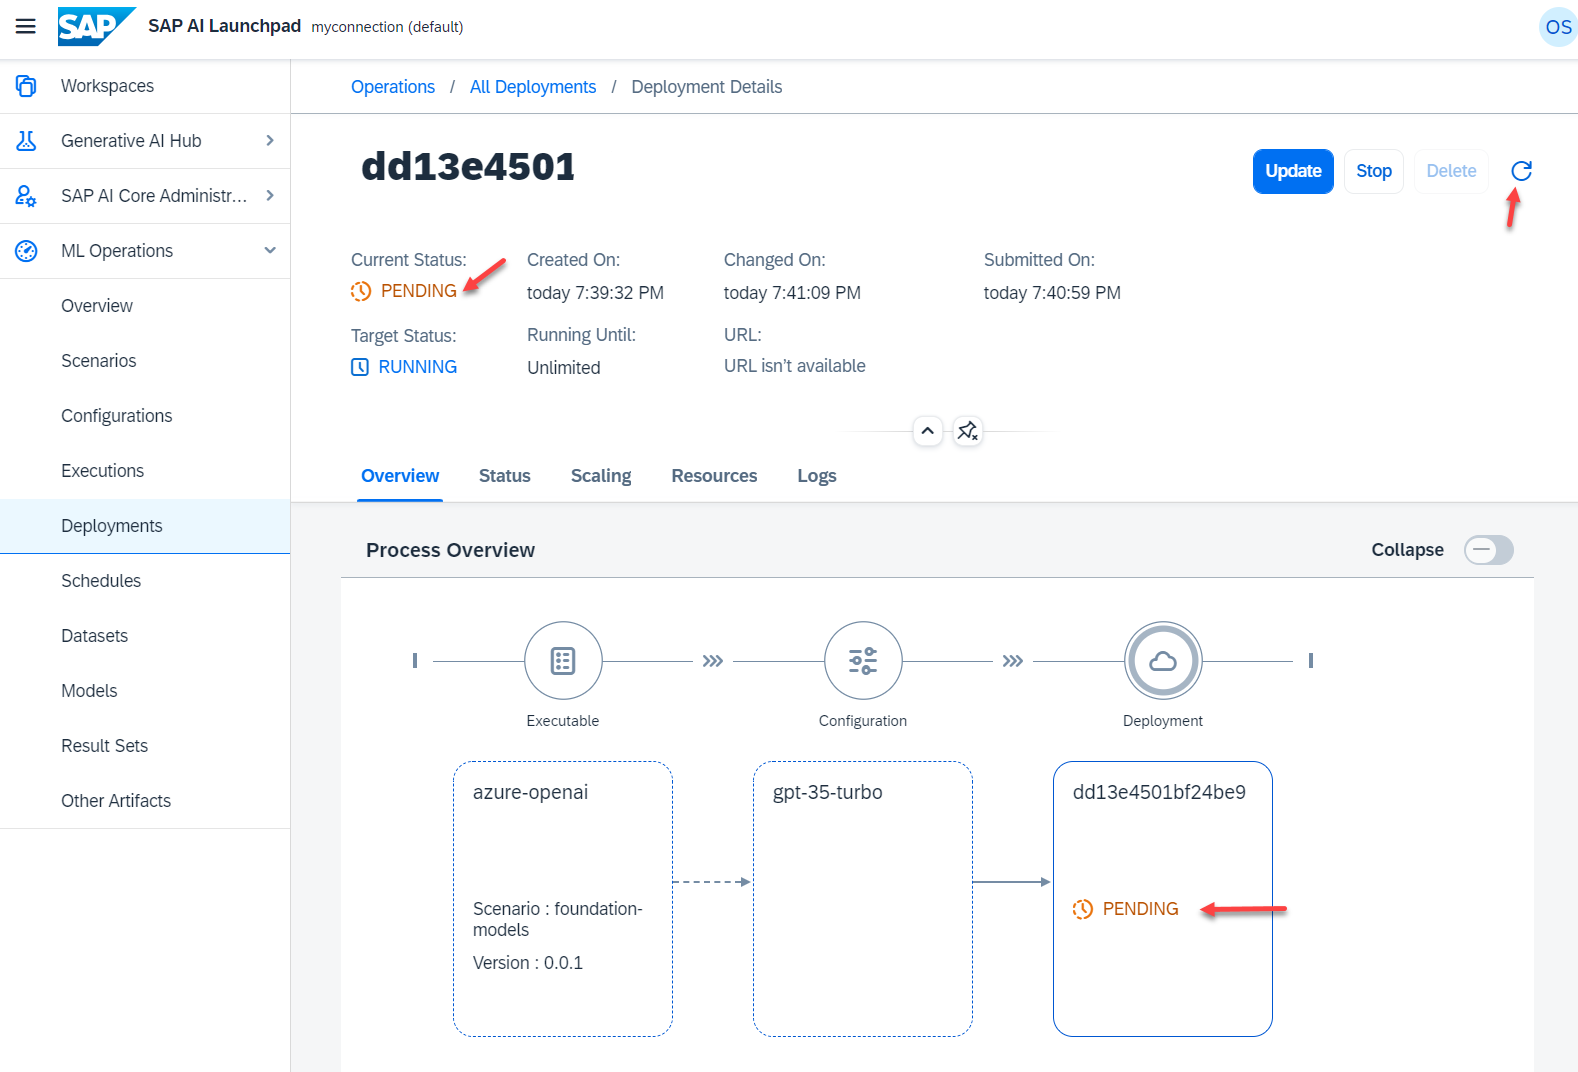 SAP
SAP AI Launchpad myconnection (default)
OS
Workspaces
Generative AI Hub
SAP AI Core Administr...
ML Operations
Overview
Scenarios
Configurations
Executions
Deployments
Schedules
Datasets
Models
Result Sets
Other Artifacts
Operations / All Deployments / Deployment Details
dd13e4501
Update
Stop
Delete
Current Status:
PENDING
Created On:
today 7:39:32 PM
Changed On:
today 7:41:09 PM
Submitted On:
today 7:40:59 PM
Target Status:
RUNNING
Running Until:
Unlimited
URL:
URL isn't available
Overview
Status
Scaling
Resources
Logs
Process Overview
Collapse
Executable
Configuration
Deployment
azure-openai
Scenario : foundation-
models
Version : 0.0.1
gpt-35-turbo
dd13e4501bf24be9
PENDING